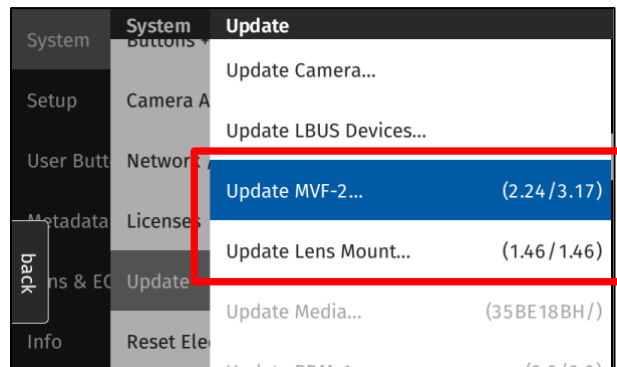 System
Setup
User Butt
Metadata
ns & EC
Info
back
System
Buttons +
Camera A
Network
Licenses
Update
Reset Ele
Update
Update Camera...
Update LBUS Devices...
Update MVF-2... (2.24/3.17)
Update Lens Mount... (1.46/1.46)
Update Media... (35BE18BH/)